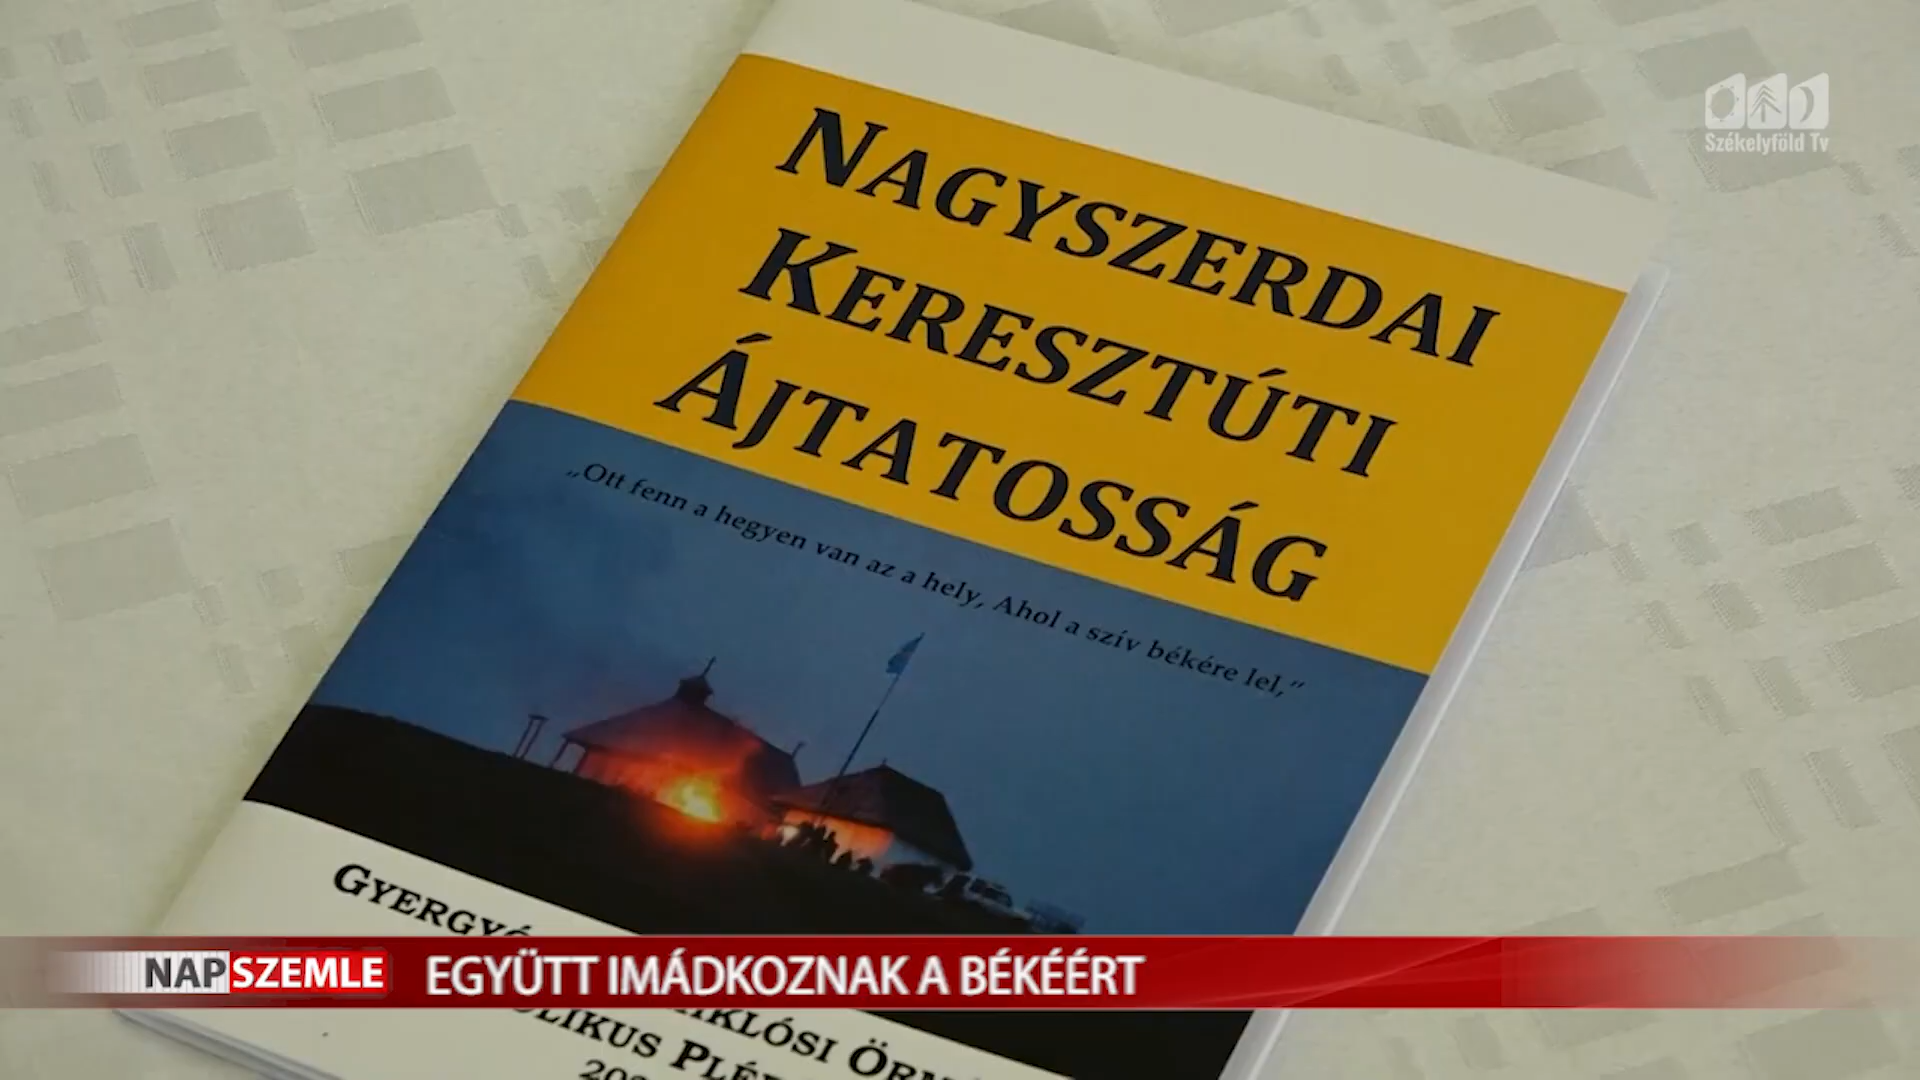 Székelyföld Tv
NAGYSZERDAI
KERESZTÚTI
ÁJTATOSSÁG
„Ott fenn a hegyen van az a hely, Ahol a szív békére lel,”
NAPSZEMLE
EGYÜTT IMÁDKOZNAK A BÉKÉÉRT